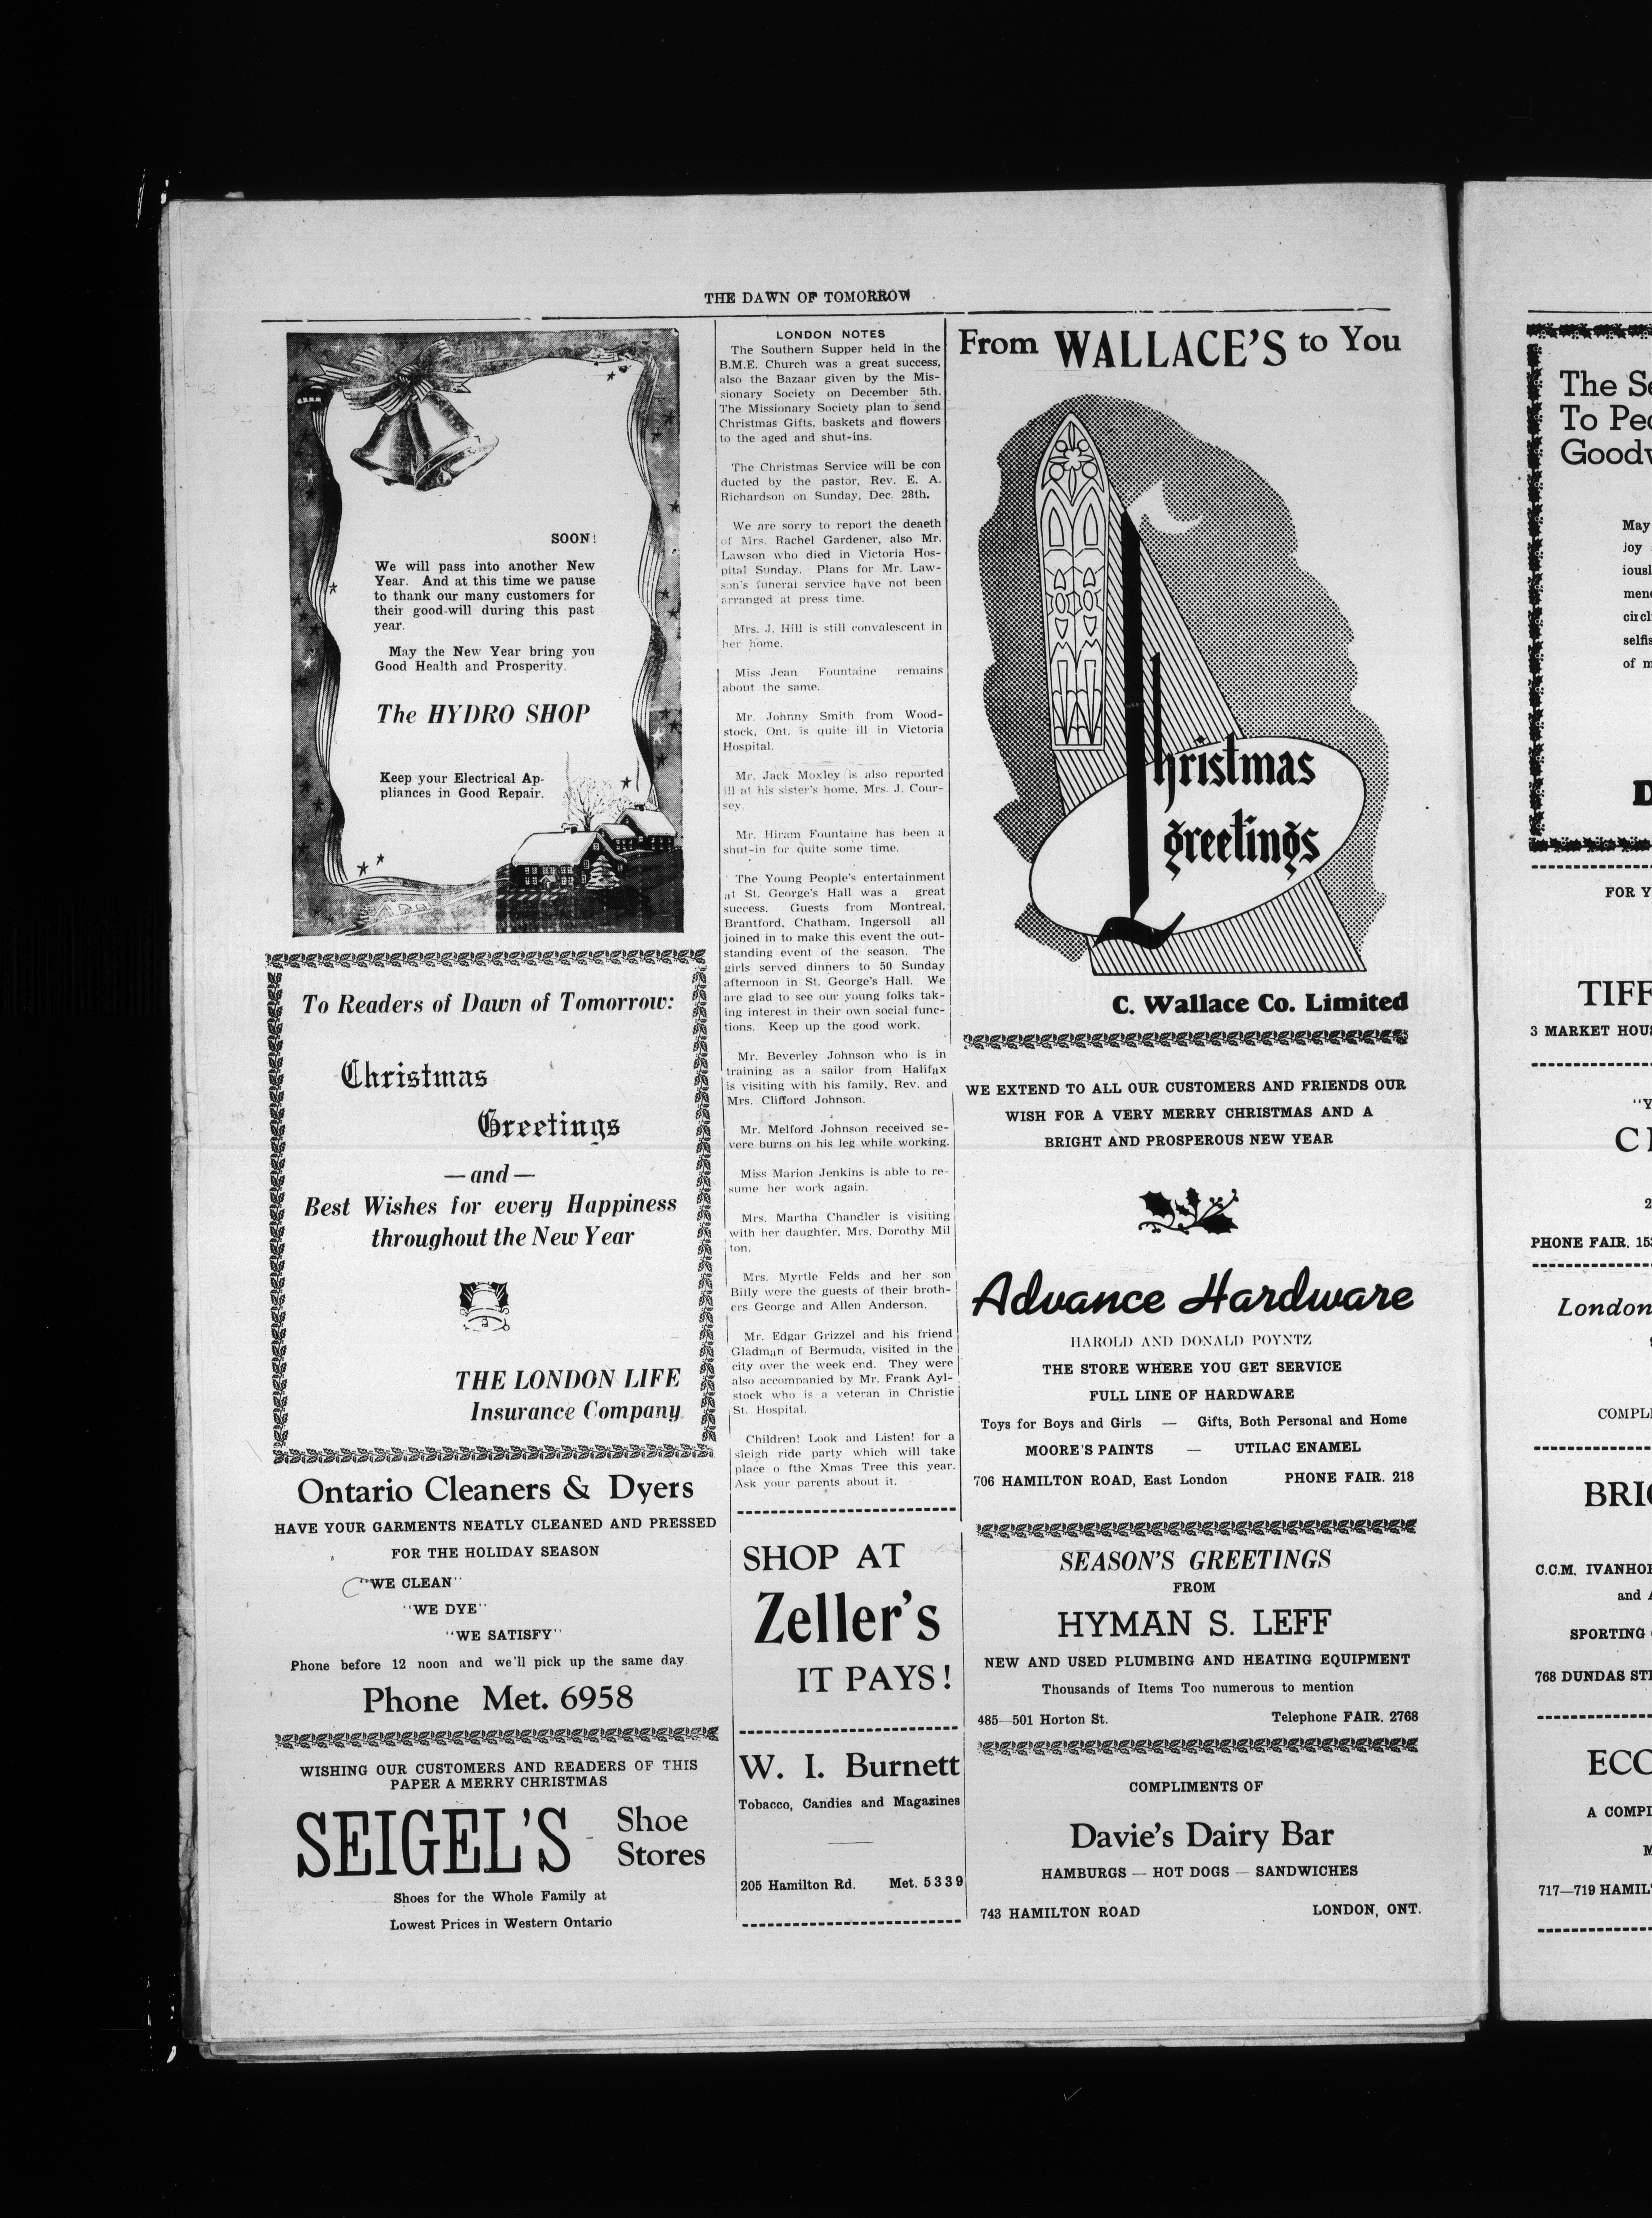 THE DAWN OF TOMORROW
SOON!
We will pass into another New
Year. And at this time we pause
to thank our many customers for
their good-will during this past
year.
May the New Year bring you
Good Health and Prosperity.
The HYDRO SHOP
Keep your Electrical Ap-
pliances in Good Repair.
To Readers of Dawn of Tomorrow:
Christmas
Greetings
— and —
Best Wishes for every Happiness
throughout the New Year
THE LONDON LIFE
Insurance Company
Ontario Cleaners & Dyers
HAVE YOUR GARMENTS NEATLY CLEANED AND PRESSED
FOR THE HOLIDAY SEASON
"WE CLEAN"
"WE DYE"
"WE SATISFY"
Phone before 12 noon and we'll pick up the same day
Phone Met. 6958
WISHING OUR CUSTOMERS AND READERS OF THIS
PAPER A MERRY CHRISTMAS
SEIGEL'S Shoe
Stores
Shoes for the Whole Family at
Lowest Prices in Western Ontario
LONDON NOTES
The Southern Supper held in the
B.M.E. Church was a great success,
also the Bazaar given by the Mis-
sionary Society on December 5th.
The Missionary Society plan to send
Christmas Gifts, baskets and flowers
to the aged and shut-ins.
The Christmas Service will be con
ducted by the pastor, Rev. E. A.
Richardson on Sunday, Dec. 28th.
We are sorry to report the deaeth
of Mrs. Rachel Gardener, also Mr.
Lawson who died in Victoria Hos-
pital Sunday. Plans for Mr. Law-
son's funeral service have not been
arranged at press time.
Mrs. J. Hill is still convalescent in
her home.
Miss Jean Fountaine remains
about the same.
Mr. Johnny Smith from Wood-
stock, Ont. is quite ill in Victoria
Hospital.
Mr. Jack Moxley is also reported
ill at his sister's home, Mrs. J. Cour-
sey.
Mr. Hiram Fountaine has been a
shut-in for quite some time.
The Young People's entertainment
at St. George's Hall was a great
success. Guests from Montreal,
Brantford, Chatham, Ingersoll all
joined in to make this event the out-
standing event of the season. The
girls served dinners to 50 Sunday
afternoon in St. George's Hall. We
are glad to see our young folks tak-
ing interest in their own social func-
tions. Keep up the good work.
Mr. Beverley Johnson who is in
training as a sailor from Halifax
is visiting with his family, Rev. and
Mrs. Clifford Johnson.
Mr. Melford Johnson received se-
vere burns on his leg while working.
Miss Marion Jenkins is able to re-
sume her work again.
Mrs. Martha Chandler is visiting
with her daughter, Mrs. Dorothy Mil
ton.
Mrs. Myrtle Felds and her son
Billy were the guests of their broth-
ers George and Allen Anderson.
Mr. Edgar Grizzel and his friend
Gladman of Bermuda, visited in the
city over the week end. They were
also accompanied by Mr. Frank Ayl-
stock who is a veteran in Christie
St. Hospital.
Children! Look and Listen! for a
sleigh ride party which will take
place o fthe Xmas Tree this year.
Ask your parents about it.
SHOP AT
Zeller's
IT PAYS!
W. I. Burnett
Tobacco, Candies and Magazines
205 Hamilton Rd. Met. 5339
From WALLACE'S to You
Christmas
greetings
C. Wallace Co. Limited
WE EXTEND TO ALL OUR CUSTOMERS AND FRIENDS OUR
WISH FOR A VERY MERRY CHRISTMAS AND A
BRIGHT AND PROSPEROUS NEW YEAR
Advance Hardware
HAROLD AND DONALD POYNTZ
THE STORE WHERE YOU GET SERVICE
FULL LINE OF HARDWARE
Toys for Boys and Girls — Gifts, Both Personal and Home
MOORE'S PAINTS — UTILAC ENAMEL
706 HAMILTON ROAD, East London PHONE FAIR. 218
SEASON'S GREETINGS
FROM
HYMAN S. LEFF
NEW AND USED PLUMBING AND HEATING EQUIPMENT
Thousands of Items Too numerous to mention
485—501 Horton St. Telephone FAIR. 2768
COMPLIMENTS OF
Davie's Dairy Bar
HAMBURGS — HOT DOGS — SANDWICHES
743 HAMILTON ROAD LONDON, ONT.
The
To
May
joy
of
FOR
3 MARKET
PHONE FAIR.
London
C.C.M.
and
SPORTING
768 DUNDAS
A
717—719